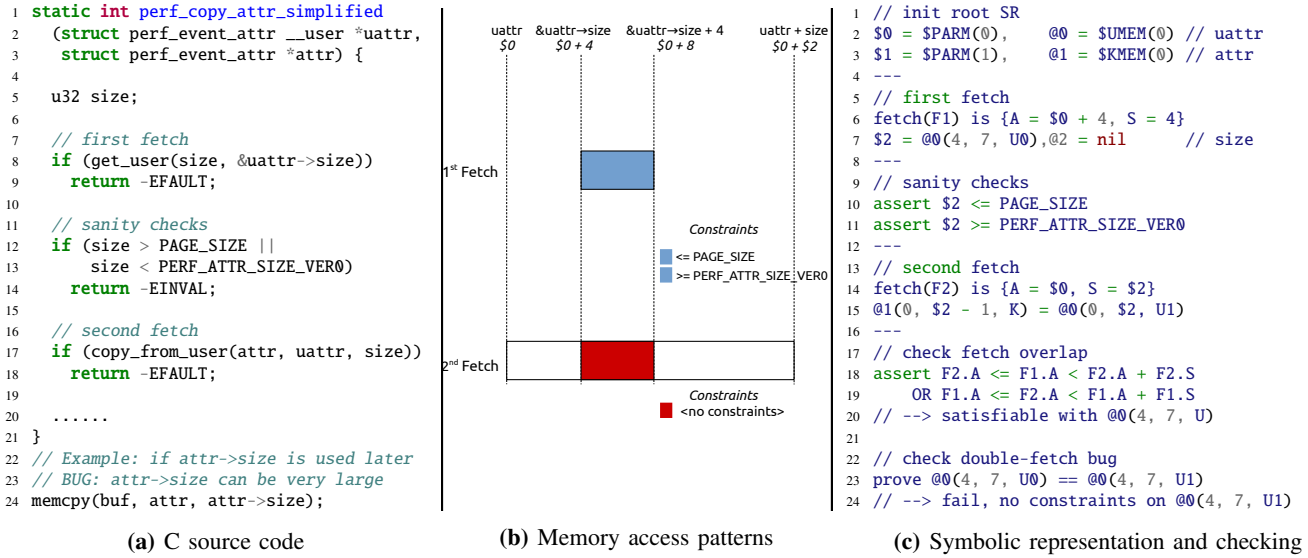 1 static int perf_copy_attr_simplified
2 (struct perf_event_attr __user *uattr,
3 struct perf_event_attr *attr) {
4
5 u32 size;
6
7 // first fetch
8 if (get_user(size, &uattr->size))
9 return -EFAULT;
10
11 // sanity checks
12 if (size > PAGE_SIZE ||
13 size < PERF_ATTR_SIZE_VER0)
14 return -EINVAL;
15
16 // second fetch
17 if (copy_from_user(attr, uattr, size))
18 return -EFAULT;
19
20 ......
21 }
22 // Example: if attr->size is used later
23 // BUG: attr->size can be very large
24 memcpy(buf, attr, attr->size);
(a) C source code
uattr &uattr→size &uattr→size + 4 uattr + size
$0 $0 + 4 $0 + 8 $0 + $2
1st Fetch
Constraints
<= PAGE_SIZE
>= PERF_ATTR_SIZE_VER0
2nd Fetch
Constraints
<no constraints>
(b) Memory access patterns
1 // init root SR
2 $0 = $PARM(0), @0 = $UMEM(0) // uattr
3 $1 = $PARM(1), @1 = $KMEM(0) // attr
4 ---
5 // first fetch
6 fetch(F1) is {A = $0 + 4, S = 4}
7 $2 = @0(4, 7, U0),@2 = nil // size
8 ---
9 // sanity checks
10 assert $2 <= PAGE_SIZE
11 assert $2 >= PERF_ATTR_SIZE_VER0
12 ---
13 // second fetch
14 fetch(F2) is {A = $0, S = $2}
15 @1(0, $2 - 1, K) = @0(0, $2, U1)
16 ---
17 // check fetch overlap
18 assert F2.A <= F1.A < F2.A + F2.S
19 OR F1.A <= F2.A < F1.A + F1.S
20 // --> satisfiable with @0(4, 7, U)
21
22 // check double-fetch bug
23 prove @0(4, 7, U0) == @0(4, 7, U1)
24 // --> fail, no constraints on @0(4, 7, U1)
(c) Symbolic representation and checking